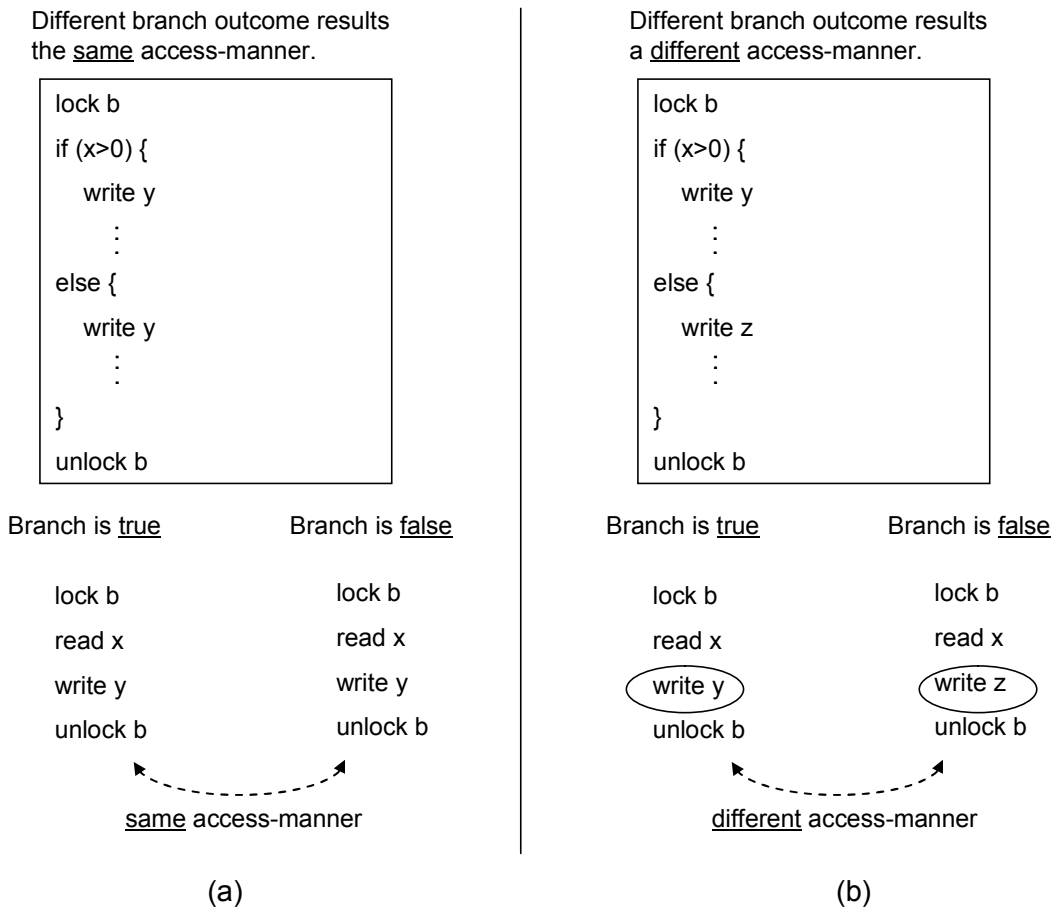 Different branch outcome results
the same access-manner.
lock b
if (x>0) {
write y
else {
write y
}
unlock b
Branch is true
Branch is false
lock b
read x
write y
unlock b
lock b
read x
write y
unlock b
same access-manner
(a)
Different branch outcome results
a different access-manner.
lock b
if (x>0) {
write y
else {
write z
}
unlock b
Branch is true
Branch is false
lock b
read x
write y
unlock b
lock b
read x
write z
unlock b
different access-manner
(b)